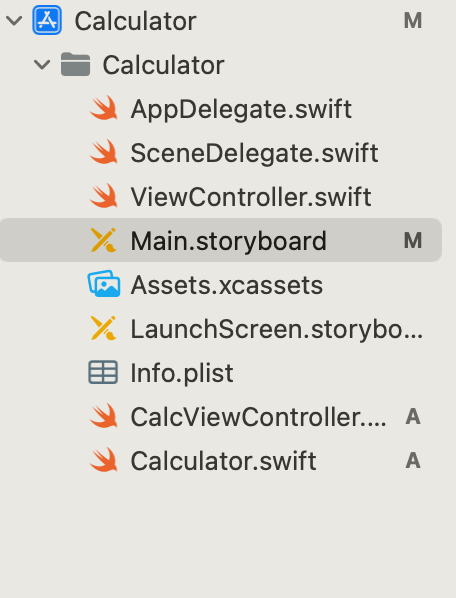 Calculator M
Calculator
AppDelegate.swift
SceneDelegate.swift
ViewController.swift
Main.storyboard M
Assets.xcassets
LaunchScreen.storybo...
Info.plist
CalcViewController.... A
Calculator.swift A